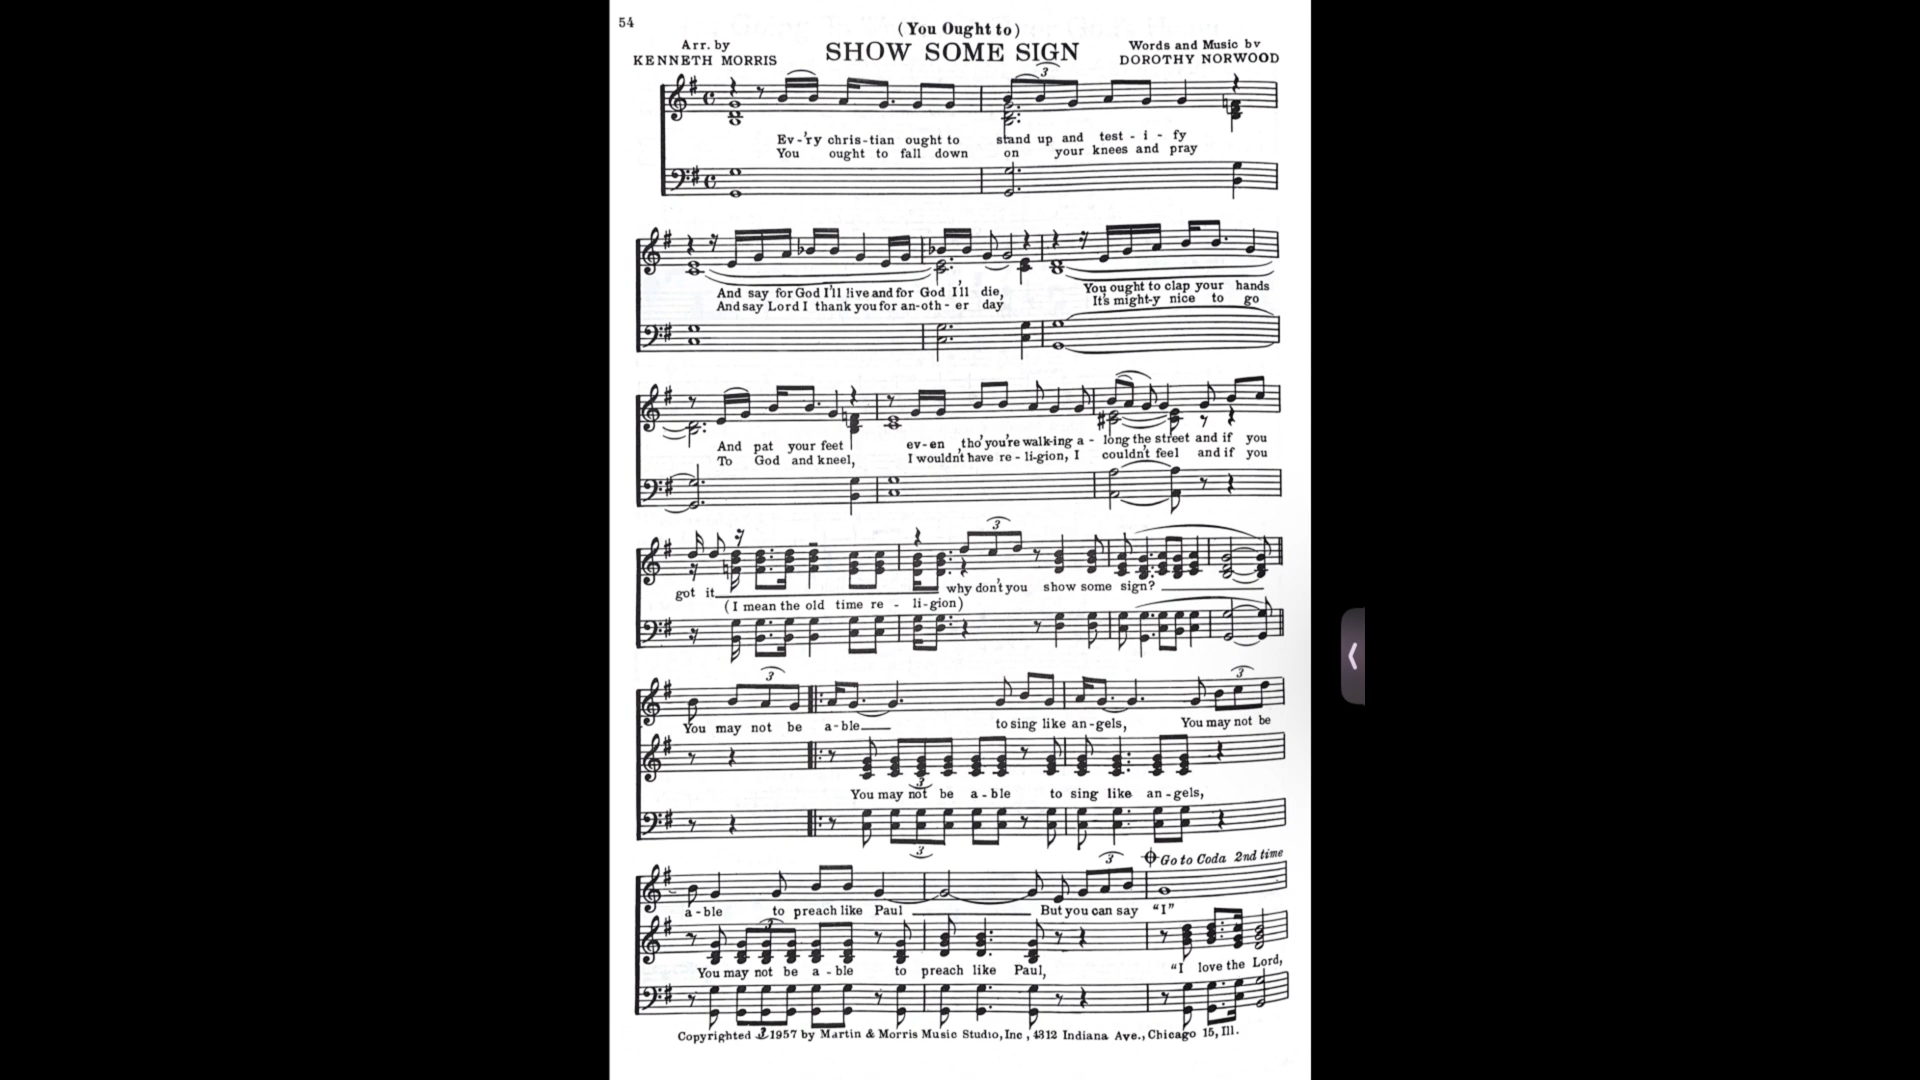 54
(You Ought to)
Arr. by
KENNETH MORRIS
SHOW SOME SIGN
Words and Music by
DOROTHY NORWOOD
3
Ev-'ry chris-tian ought to stand up and test - i - fy
You ought to fall down on your knees and pray
And say for God I'll live and for God I'll die, You ought to clap your hands
And say Lord I thank you for an-oth-er day It's might-y nice to go
And pat your feet ev-en tho' you're walk-ing a - long the street and if you
To God and kneel, I wouldn't have re-li-gion, I couldn't feel and if you
3
got it why don't you show some sign?
(I mean the old time re - li-gion)
3 3
You may not be a-ble to sing like an-gels, You may not be
3
You may not be a-ble to sing like an-gels,
3
3 Go to Coda 2nd time
a-ble to preach like Paul But you can say "I"
3
You may not be a-ble to preach like Paul, "I love the Lord,
3
Copyrighted 1957 by Martin & Morris Music Studio, Inc, 4312 Indiana Ave., Chicago 15, Ill.